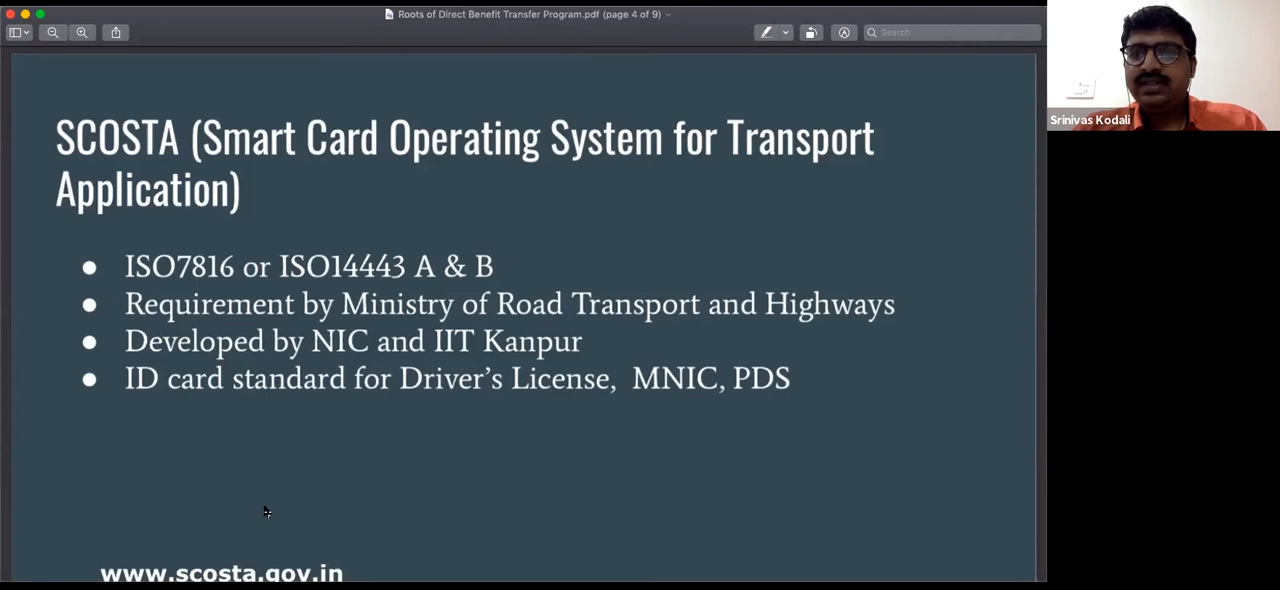 Roots of Direct Benefit Transfer Program.pdf (page 4 of 9)
Search
SCOSTA (Smart Card Operating System for Transport
Application)
● ISO7816 or ISO14443 A & B
● Requirement by Ministry of Road Transport and Highways
● Developed by NIC and IIT Kanpur
● ID card standard for Driver's License,  MNIC, PDS
www.scosta.gov.in
Srinivas Kodali